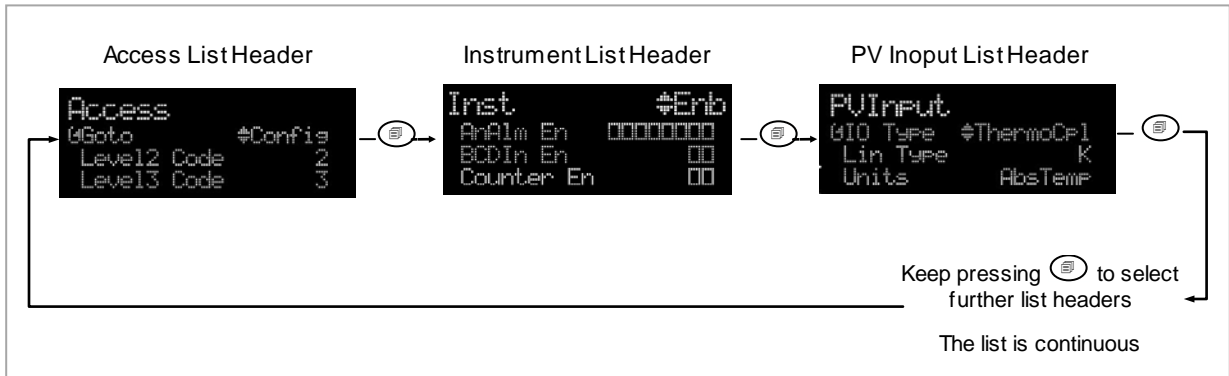 Access List Header
Instrument List Header
PV Inoput List Header
Access
Goto Config
Level2 Code 2
Level3 Code 3
Inst Enb
AnAlm En □□□□□□□□
BCDIn En □□
Counter En □□
PVInput
IO Type ThermoCpl
Lin Type K
Units AbsTemp
Keep pressing to select
further list headers
The list is continuous